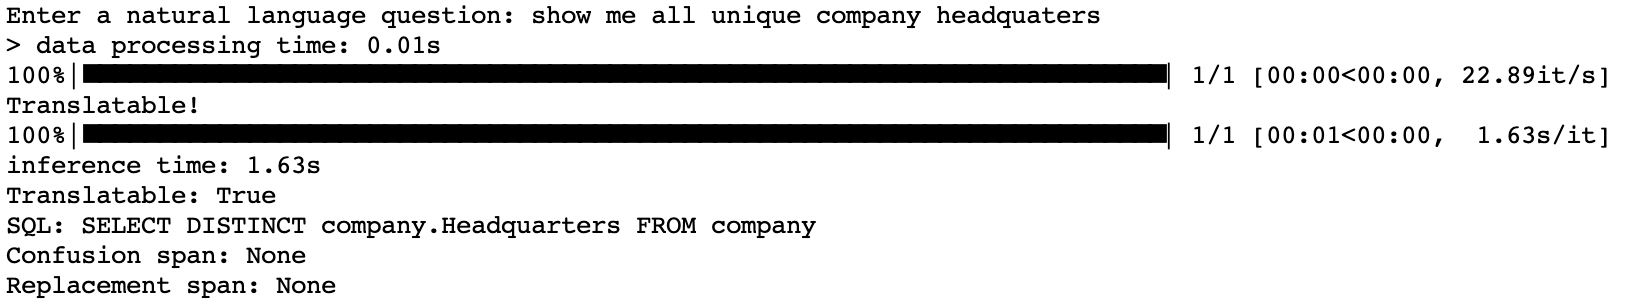 Enter a natural language question: show me all unique company headquaters
> data processing time: 0.01s
100%|██████████| 1/1 [00:00<00:00, 22.89it/s]
Translatable!
100%|██████████| 1/1 [00:01<00:00,  1.63s/it]
inference time: 1.63s
Translatable: True
SQL: SELECT DISTINCT company.Headquarters FROM company
Confusion span: None
Replacement span: None